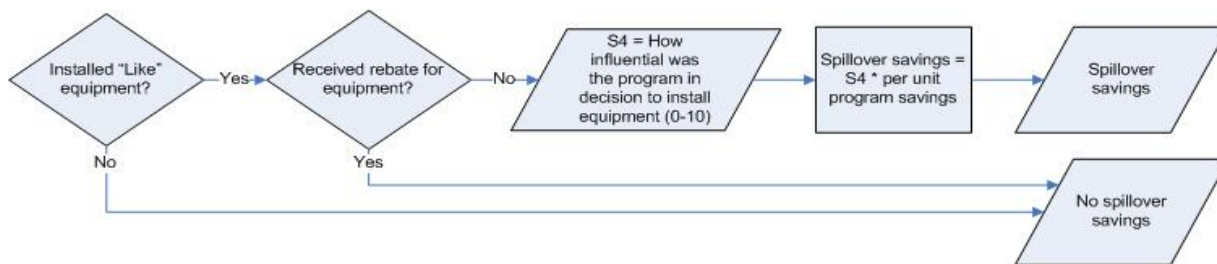 Installed “Like”
equipment?
Yes
No
Received rebate for
equipment?
No
Yes
S4 = How
influential was
the program in
decision to install
equipment (0-10)
Spillover savings =
S4 * per unit
program savings
Spillover
savings
No spillover
savings